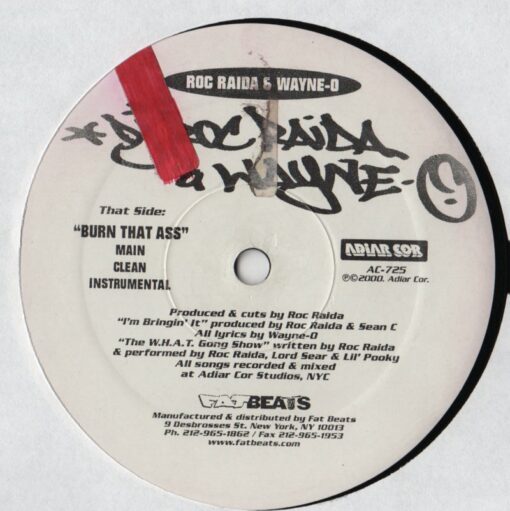 ROC RAIDA & WAYNE-O
DJ ROC RAIDA
& WAYNE-O
That Side:
"BURN THAT ASS"
MAIN
CLEAN
INSTRUMENTAL
ADIAR COR
AC-725
℗©2000. Adiar Cor.
Produced & cuts by Roc Raida
"I'm Bringin' It" produced by Roc Raida & Sean C
All lyrics by Wayne-O
"The W.H.A.T. Gong Show" written by Roc Raida
& performed by Roc Raida, Lord Sear & Lil' Pooky
All songs recorded & mixed
at Adiar Cor Studios, NYC
FAT BEATS
Manufactured & distributed by Fat Beats
9 Desbrosses St. New York, NY 10013
Ph. 212-965-1862 / Fax 212-965-1953
www.fatbeats.com